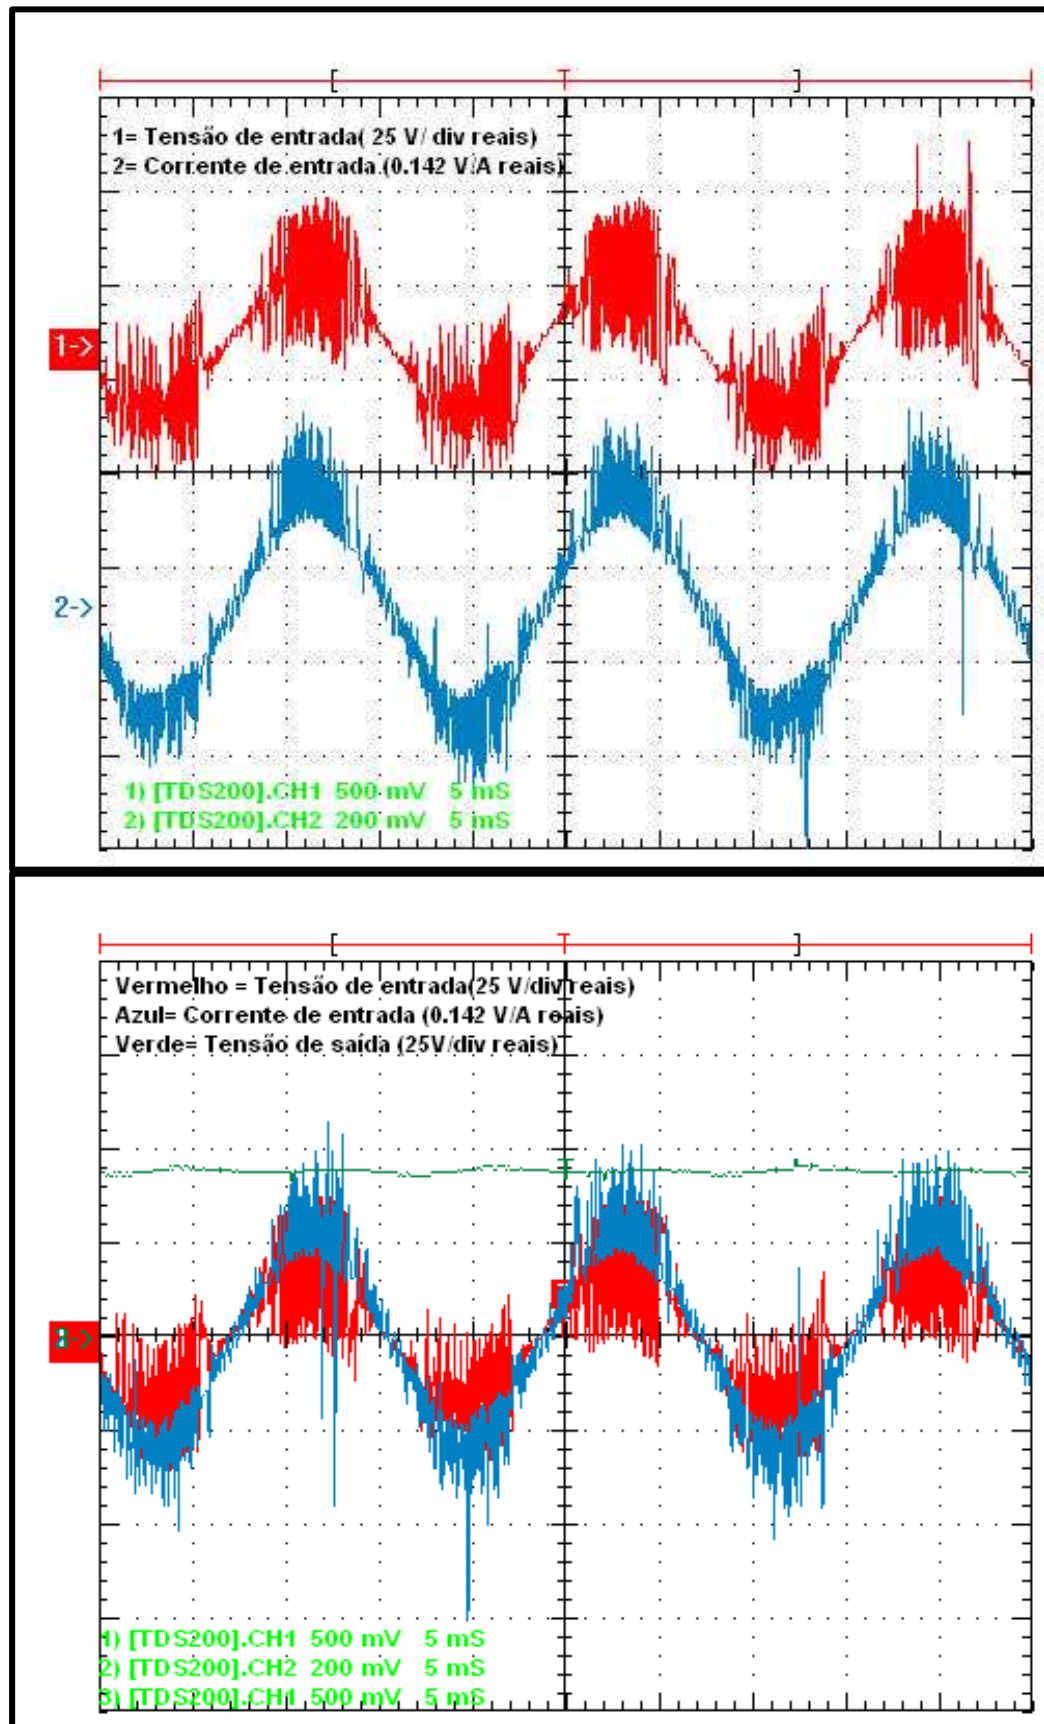 1= Tensão de entrada( 25 V/ div reais)
2= Corrente de entrada (0.142 V/A reais)
1->
2->
1) [TDS200].CH1 500 mV 5 mS
2) [TDS200].CH2 200 mV 5 mS
Vermelho = Tensão de entrada(25 V/div reais)
Azul= Corrente de entrada (0.142 V/A reais)
Verde= Tensão de saída (25V/div reais)
1) [TDS200].CH1 500 mV 5 mS
2) [TDS200].CH2 200 mV 5 mS
3) [TDS200].CH1 500 mV 5 mS